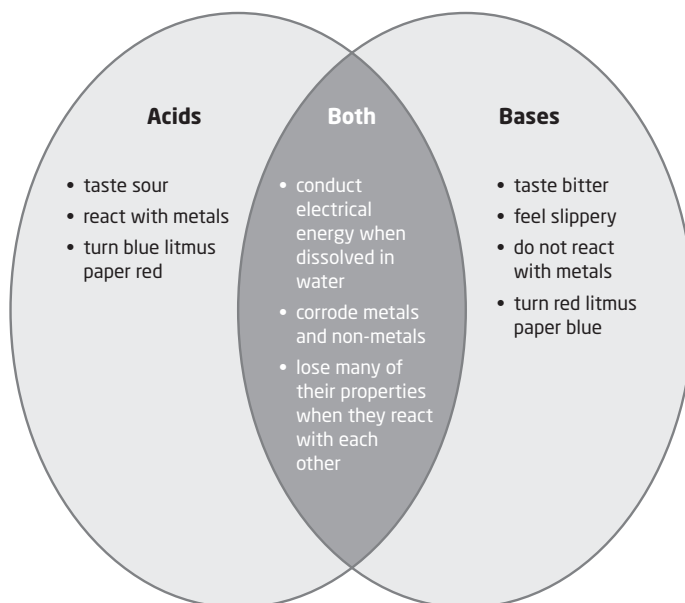 Acids
• taste sour
• react with metals
• turn blue litmus
paper red
Both
• conduct
electrical
energy when
dissolved in
water
• corrode metals
and non-metals
• lose many of
their properties
when they react
with each
other
Bases
• taste bitter
• feel slippery
• do not react
with metals
• turn red litmus
paper blue